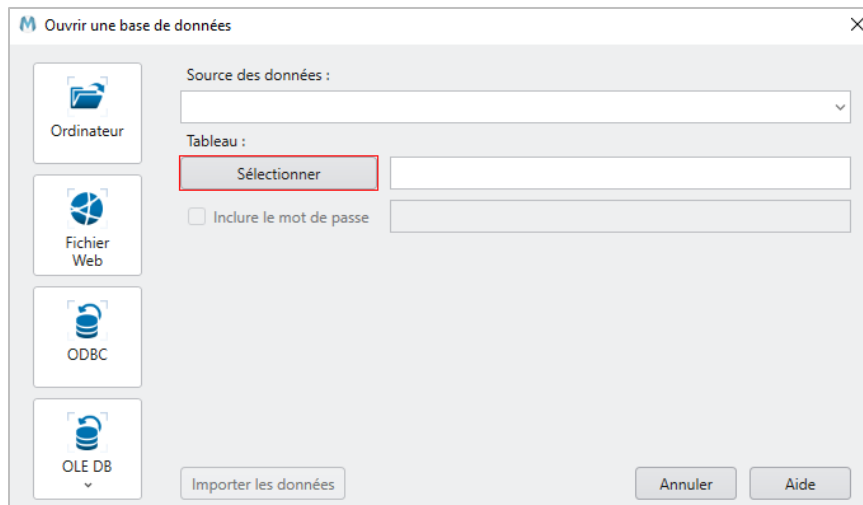 Ouvrir une base de données
Ordinateur
Fichier
Web
ODBC
OLE DB
Source des données :
Tableau :
Sélectionner
Inclure le mot de passe
Importer les données
Annuler
Aide